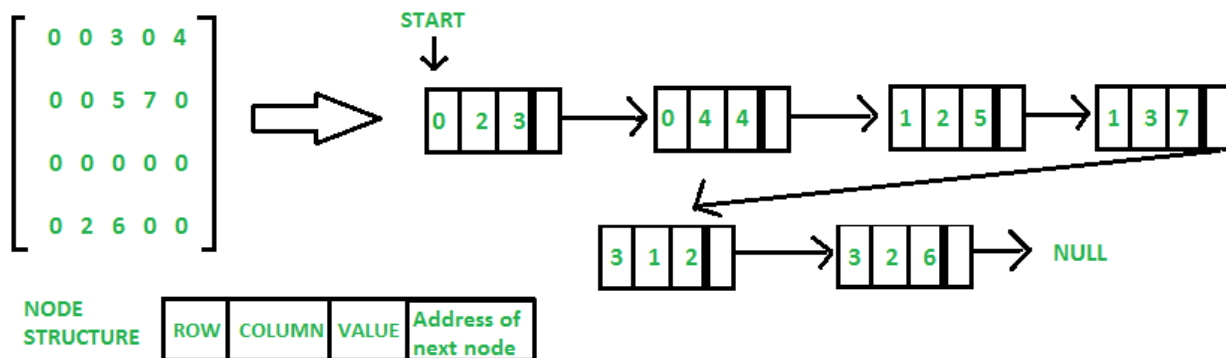 START
0 0 3 0 4
0 0 5 7 0
0 0 0 0 0
0 2 6 0 0
0 2 3
0 4 4
1 2 5
1 3 7
3 1 2
3 2 6
NULL
NODE
STRUCTURE
ROW
COLUMN
VALUE
Address of
next node